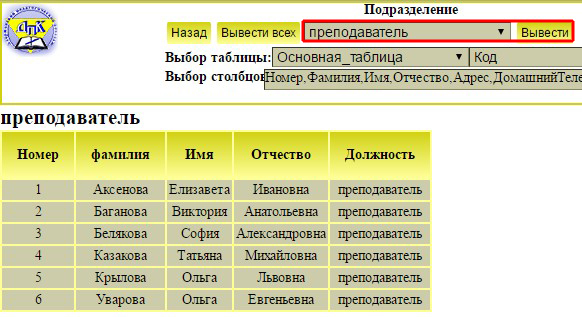 Подразделение
Назад Вывести всех преподаватель Вывести
Выбор таблицы: Основная_таблица Код
Выбор столбцов Номер,Фамилия,Имя,Отчество,Адрес,ДомашнийТеле
преподаватель
Номер фамилия Имя Отчество Должность
1 Аксенова Елизавета Ивановна преподаватель
2 Баганова Виктория Анатольевна преподаватель
3 Белякова София Александровна преподаватель
4 Казакова Татьяна Михайловна преподаватель
5 Крылова Ольга Львовна преподаватель
6 Уварова Ольга Евгеньевна преподаватель